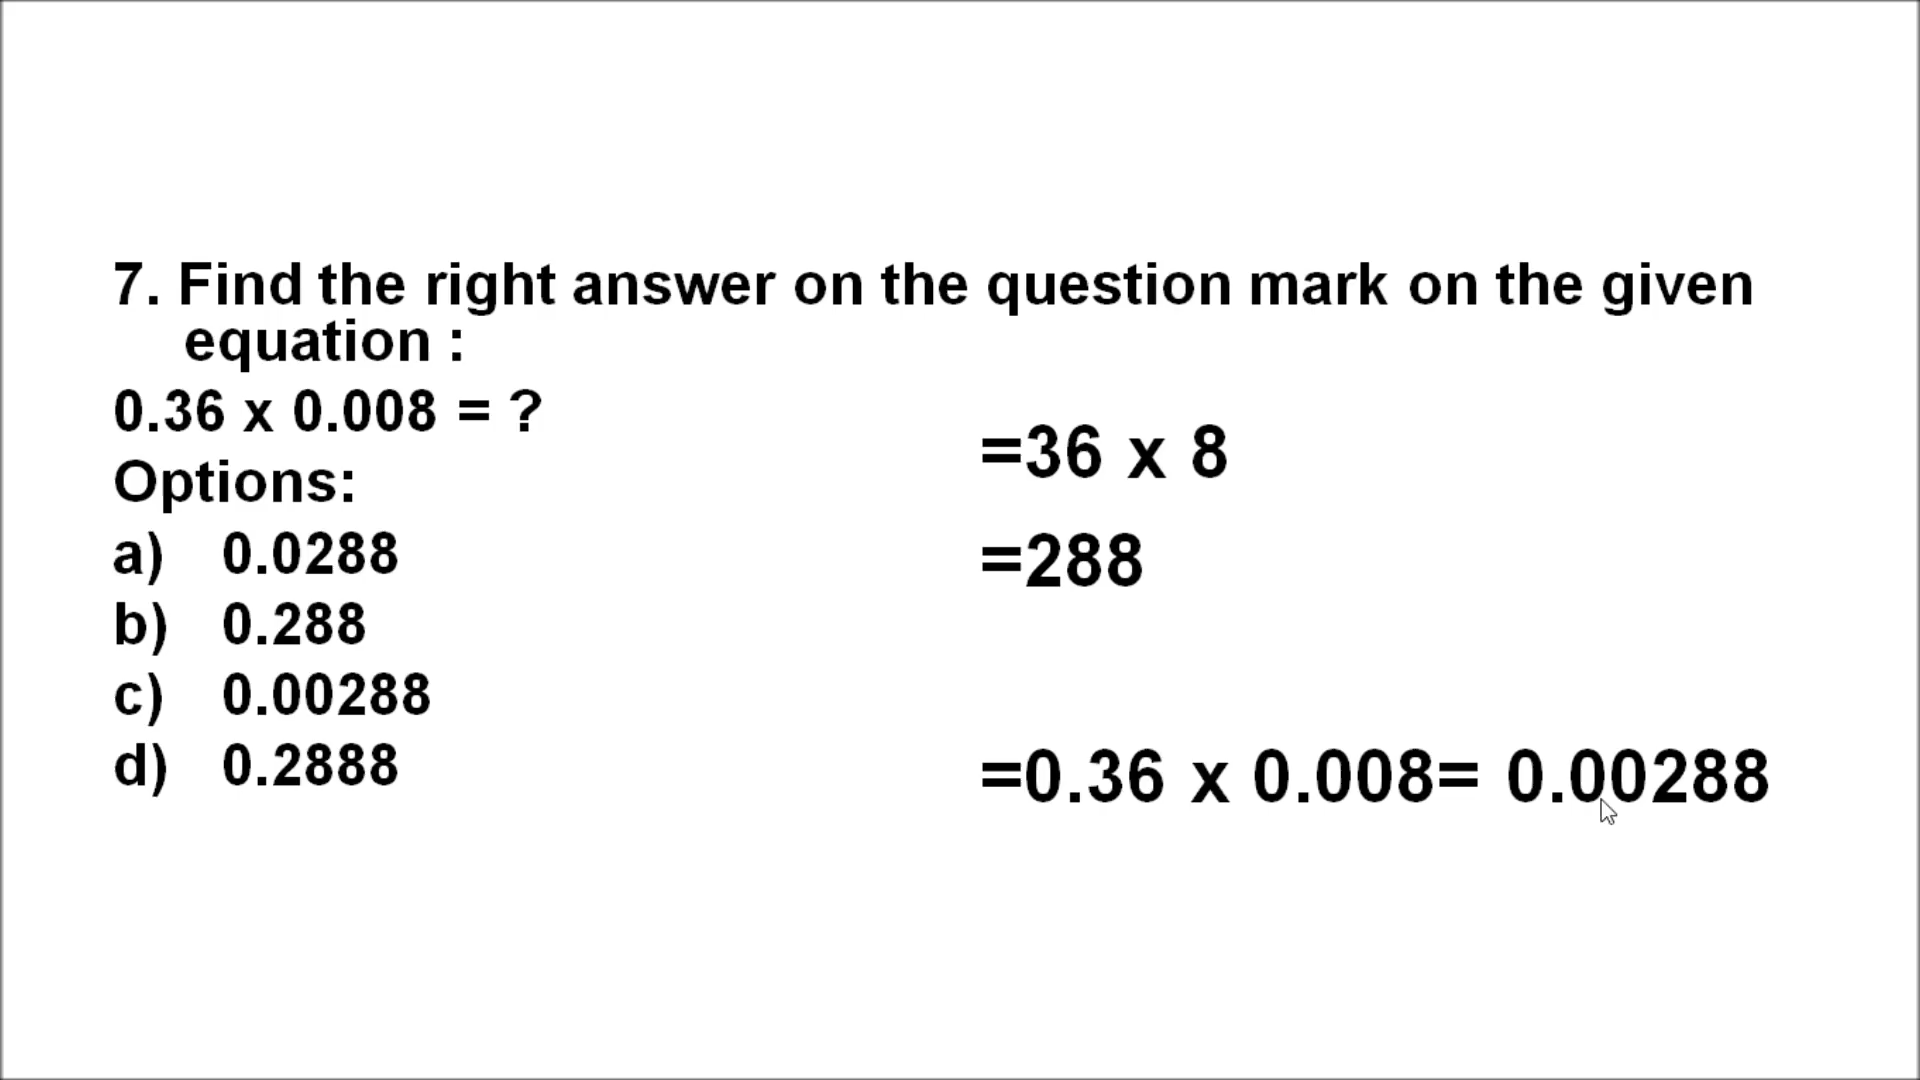 7. Find the right answer on the question mark on the given
equation :
0.36 x 0.008 = ?
Options:
a) 0.0288
b) 0.288
c) 0.00288
d) 0.2888
=36 x 8
=288
=0.36 x 0.008= 0.00288